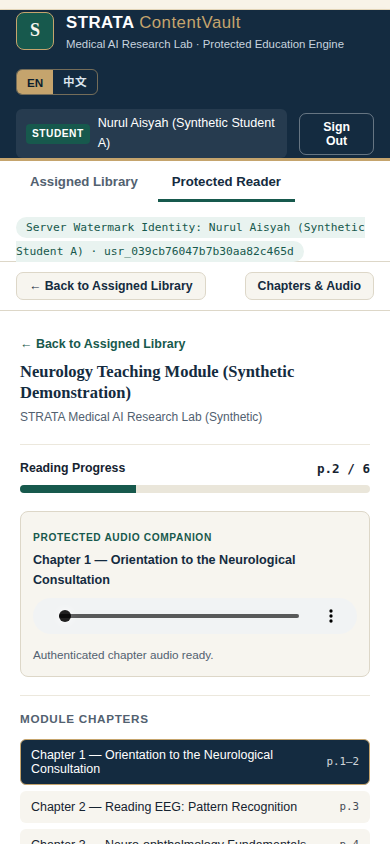 S
STRATA ContentVault
Medical AI Research Lab · Protected Education Engine
EN 中文
STUDENT Nurul Aisyah (Synthetic Student
A)
Sign
Out
Assigned Library Protected Reader
Server Watermark Identity: Nurul Aisyah (Synthetic
Student A) · usr_039cb76047b7b30aa82c465d
← Back to Assigned Library Chapters & Audio
← Back to Assigned Library
Neurology Teaching Module (Synthetic
Demonstration)
STRATA Medical AI Research Lab (Synthetic)
Reading Progress p.2 / 6
PROTECTED AUDIO COMPANION
Chapter 1 — Orientation to the Neurological
Consultation
Authenticated chapter audio ready.
MODULE CHAPTERS
Chapter 1 — Orientation to the Neurological
Consultation p.1–2
Chapter 2 — Reading EEG: Pattern Recognition p.3
Chapter 3 — Neuro-ophthalmology Fundamentals p.4